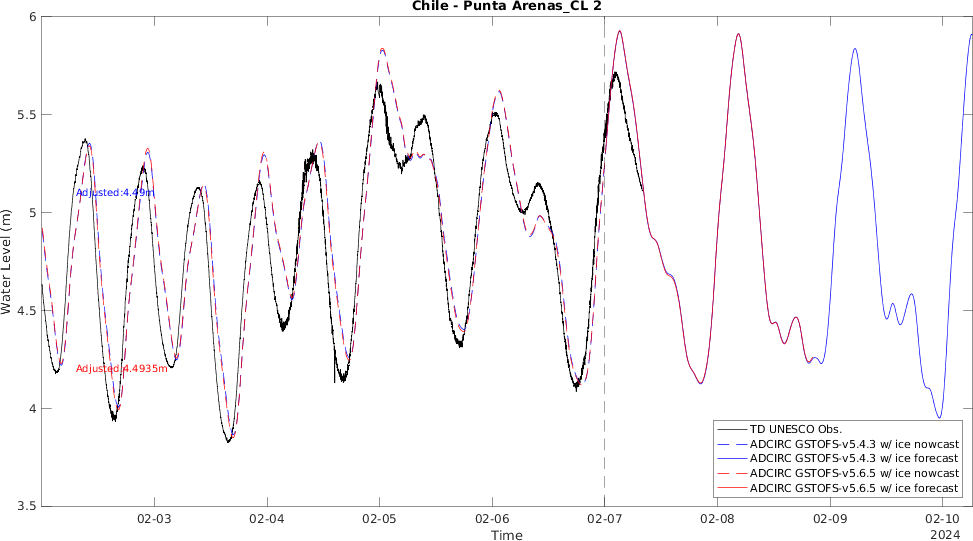 Chile - Punta Arenas_CL 2
6
5.5
5
4.5
4
3.5
Water Level (m)
Adjusted:4.49m
Adjusted:4.4935m
TD UNESCO Obs.
ADCIRC GSTOFS-v5.4.3 w/ ice nowcast
ADCIRC GSTOFS-v5.4.3 w/ ice forecast
ADCIRC GSTOFS-v5.6.5 w/ ice nowcast
ADCIRC GSTOFS-v5.6.5 w/ ice forecast
02-03 02-04 02-05 02-06 02-07 02-08 02-09 02-10
2024
Time